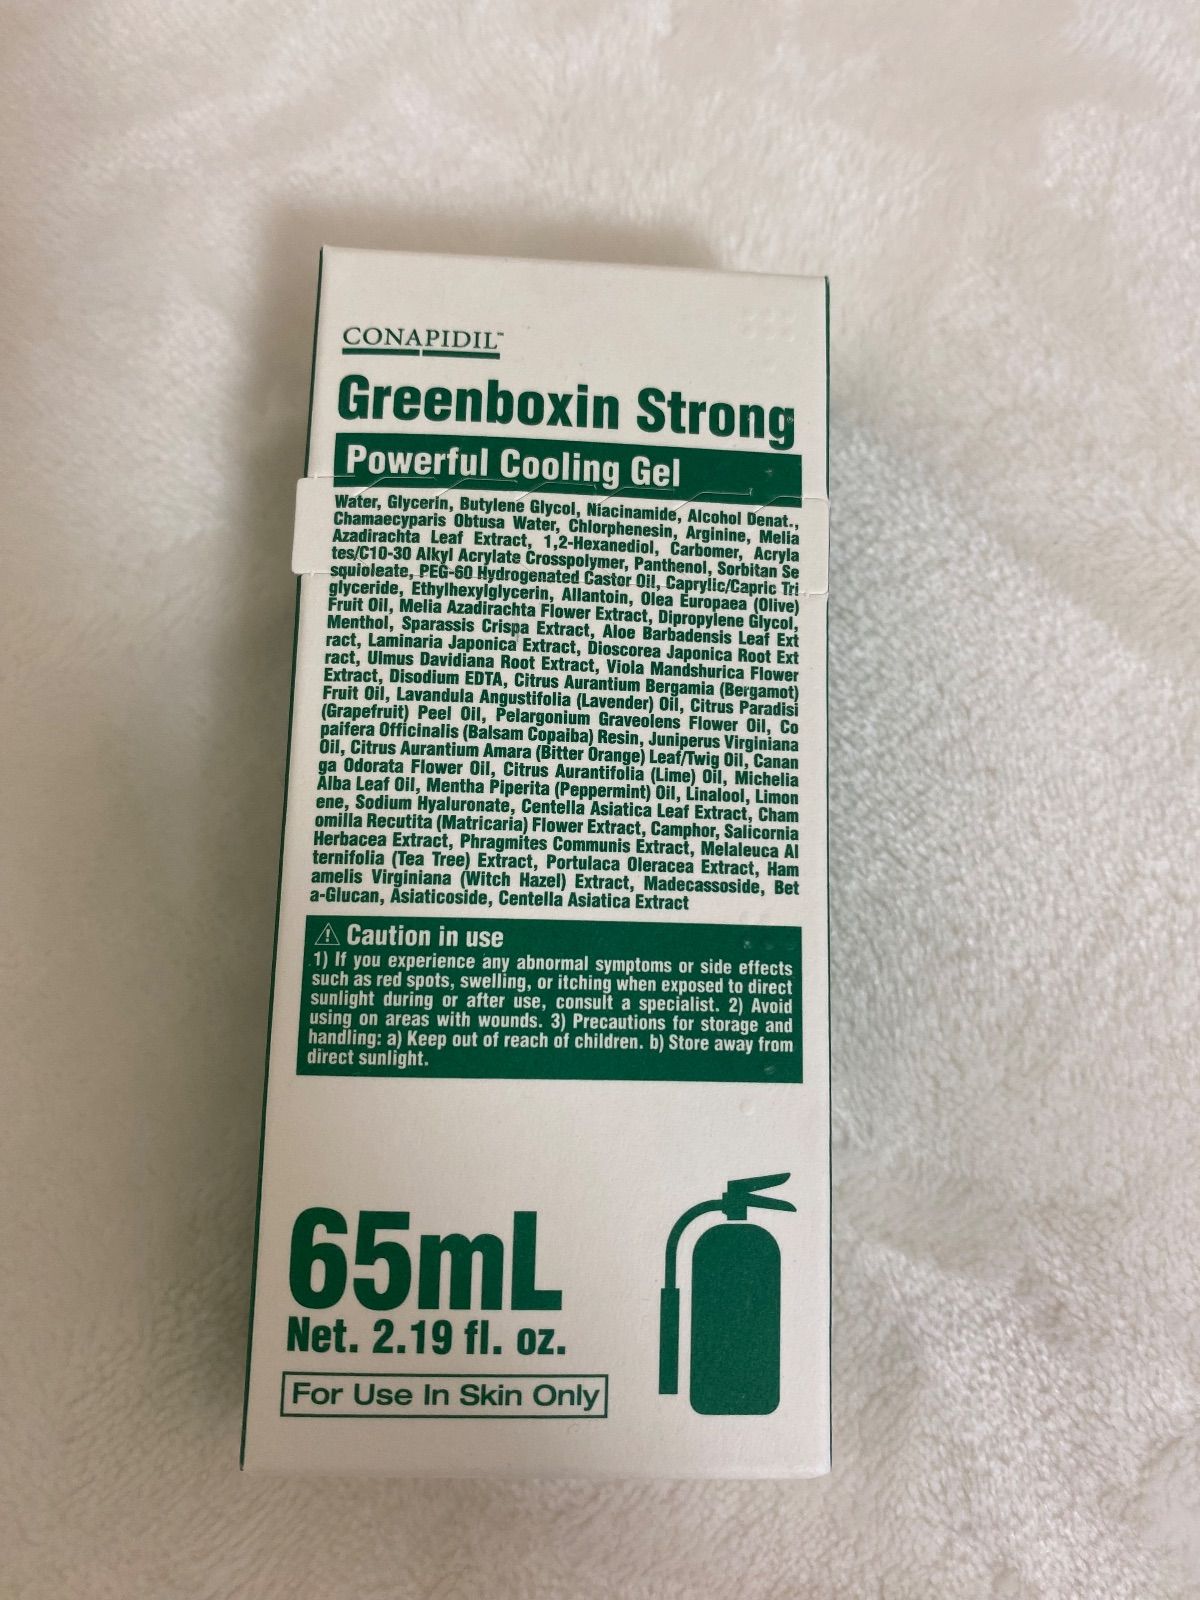 CONAPIDIL™
Greenboxin Strong®
Powerful Cooling Gel
Water, Glycerin, Butylene Glycol, Niacinamide, Alcohol Denat.,
Chamaecyparis Obtusa Water, Chlorphenesin, Arginine, Melia
Azadirachta Leaf Extract, 1,2-Hexanediol, Carbomer, Acryla
tes/C10-30 Alkyl Acrylate Crosspolymer, Panthenol, Sorbitan Se
squioleate, PEG-60 Hydrogenated Castor Oil, Caprylic/Capric Tri
glyceride, Ethylhexylglycerin, Allantoin, Olea Europaea (Olive)
Fruit Oil, Melia Azadirachta Flower Extract, Dipropylene Glycol,
Menthol, Sparassis Crispa Extract, Aloe Barbadensis Leaf Ext
ract, Laminaria Japonica Extract, Dioscorea Japonica Root Ext
ract, Ulmus Davidiana Root Extract, Viola Mandshurica Flower
Extract, Disodium EDTA, Citrus Aurantium Bergamia (Bergamot)
Fruit Oil, Lavandula Angustifolia (Lavender) Oil, Citrus Paradisi
(Grapefruit) Peel Oil, Pelargonium Graveolens Flower Oil, Co
paifera Officinalis (Balsam Copaiba) Resin, Juniperus Virginiana
Oil, Citrus Aurantium Amara (Bitter Orange) Leaf/Twig Oil, Canan
ga Odorata Flower Oil, Citrus Aurantifolia (Lime) Oil, Michelia
Alba Leaf Oil, Mentha Piperita (Peppermint) Oil, Linalool, Limon
ene, Sodium Hyaluronate, Centella Asiatica Leaf Extract, Cham
omilla Recutita (Matricaria) Flower Extract, Camphor, Salicornia
Herbacea Extract, Phragmites Communis Extract, Melaleuca Al
ternifolia (Tea Tree) Extract, Portulaca Oleracea Extract, Ham
amelis Virginiana (Witch Hazel) Extract, Madecassoside, Bet
a-Glucan, Asiaticoside, Centella Asiatica Extract
Caution in use
1) If you experience any abnormal symptoms or side effects
such as red spots, swelling, or itching when exposed to direct
sunlight during or after use, consult a specialist. 2) Avoid
using on areas with wounds. 3) Precautions for storage and
handling: a) Keep out of reach of children. b) Store away from
direct sunlight.
65mL
Net. 2.19 fl. oz.
For Use In Skin Only